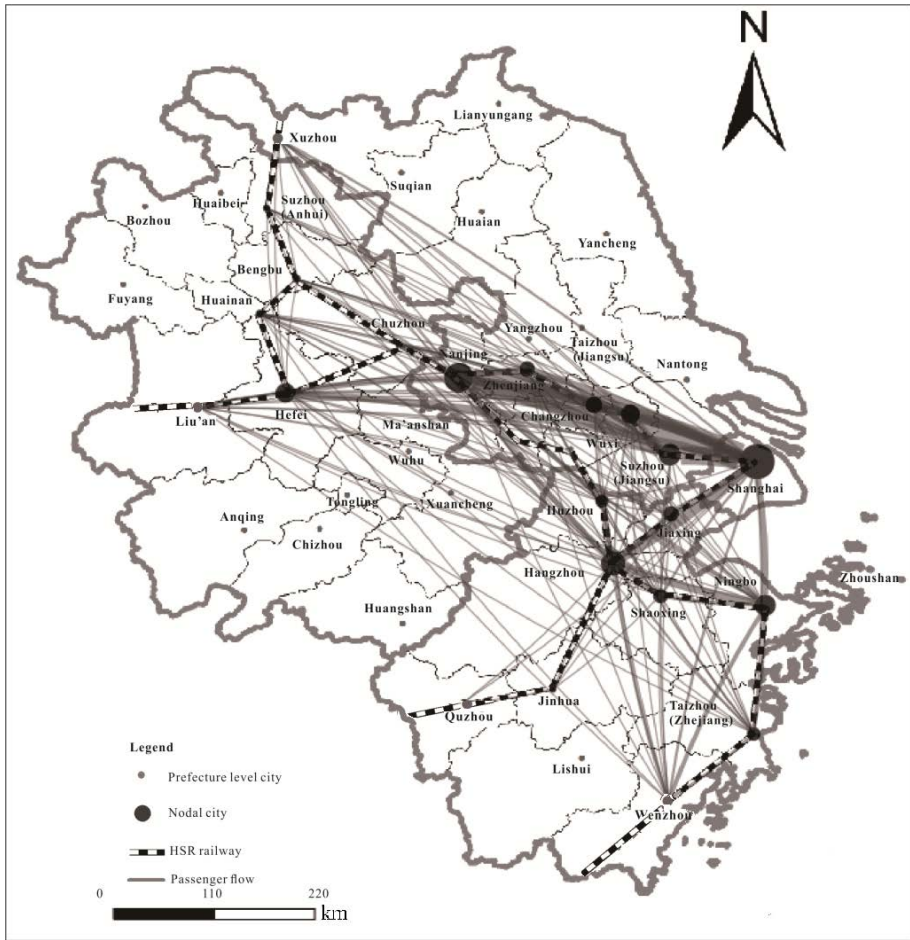 N
Lianyungang
Xuzhou
Suqian
Huaibei
Suzhou
(Anhui)
Bozhou
Huaian
Yancheng
Bengbu
Fuyang
Huainan
Chuzhou
Yangzhou
Taizhou
(Jiangsu)
Nanjing
Nantong
Zhenjiang
Hefei
Liu'an
Changzhou
Ma'anshan
Wuxi
Wuhu
Suzhou
(Jiangsu)
Shanghai
Tongling
Xuancheng
Huzhou
Anqing
Jiaxing
Chizhou
Hangzhou
Ningbo
Zhoushan
Huangshan
Shaoxing
Jinhua
Taizhou
(Zhejiang)
Quzhou
Legend
Lishui
Prefecture level city
Nodal city
Wenzhou
HSR railway
Passenger flow
0 110 220
km